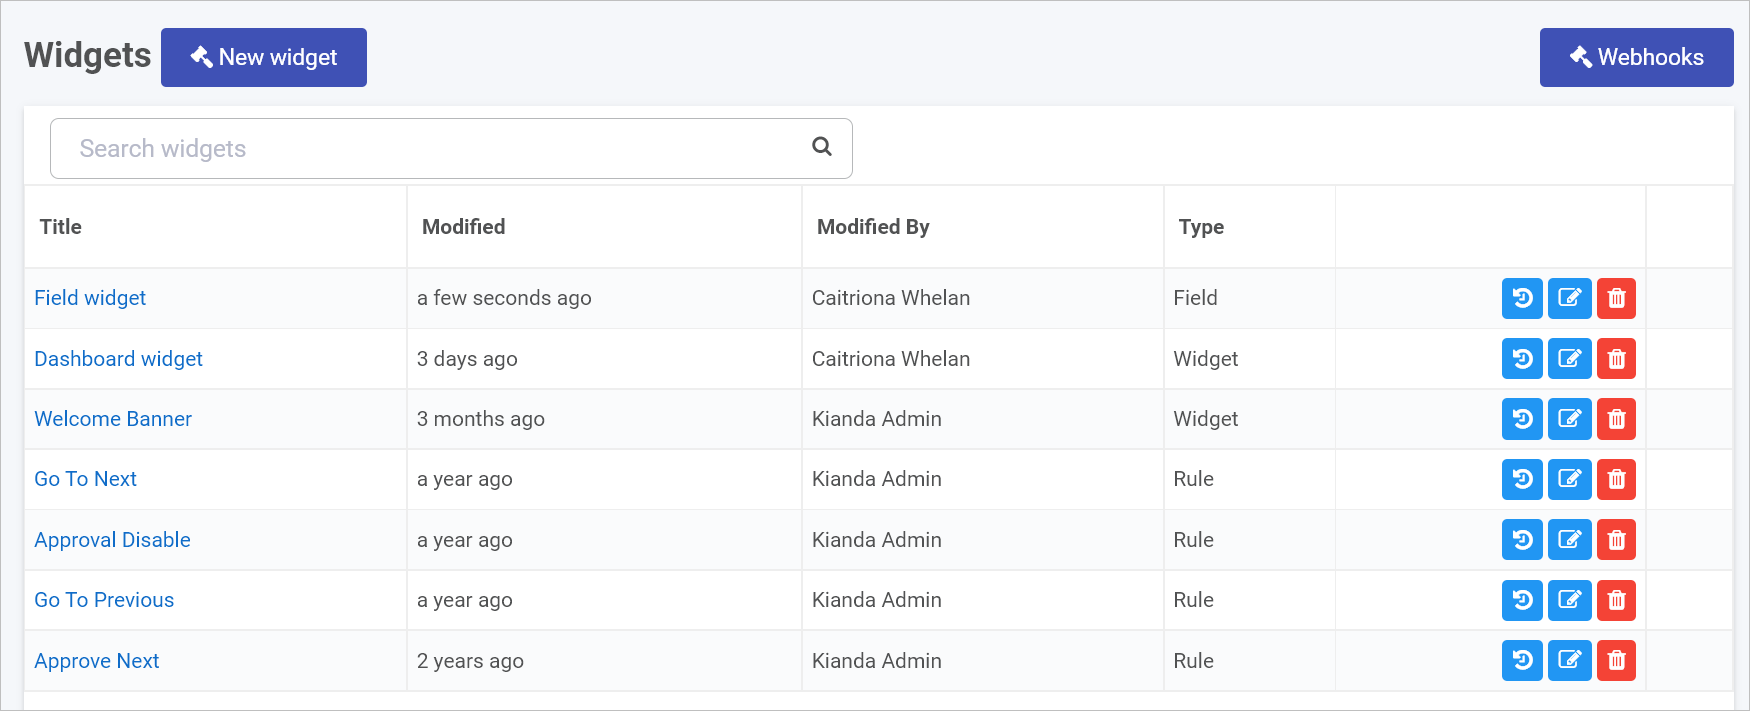 Widgets New widget Webhooks
Search widgets
Title Modified Modified By Type
Field widget a few seconds ago Caitriona Whelan Field
Dashboard widget 3 days ago Caitriona Whelan Widget
Welcome Banner 3 months ago Kianda Admin Widget
Go To Next a year ago Kianda Admin Rule
Approval Disable a year ago Kianda Admin Rule
Go To Previous a year ago Kianda Admin Rule
Approve Next 2 years ago Kianda Admin Rule